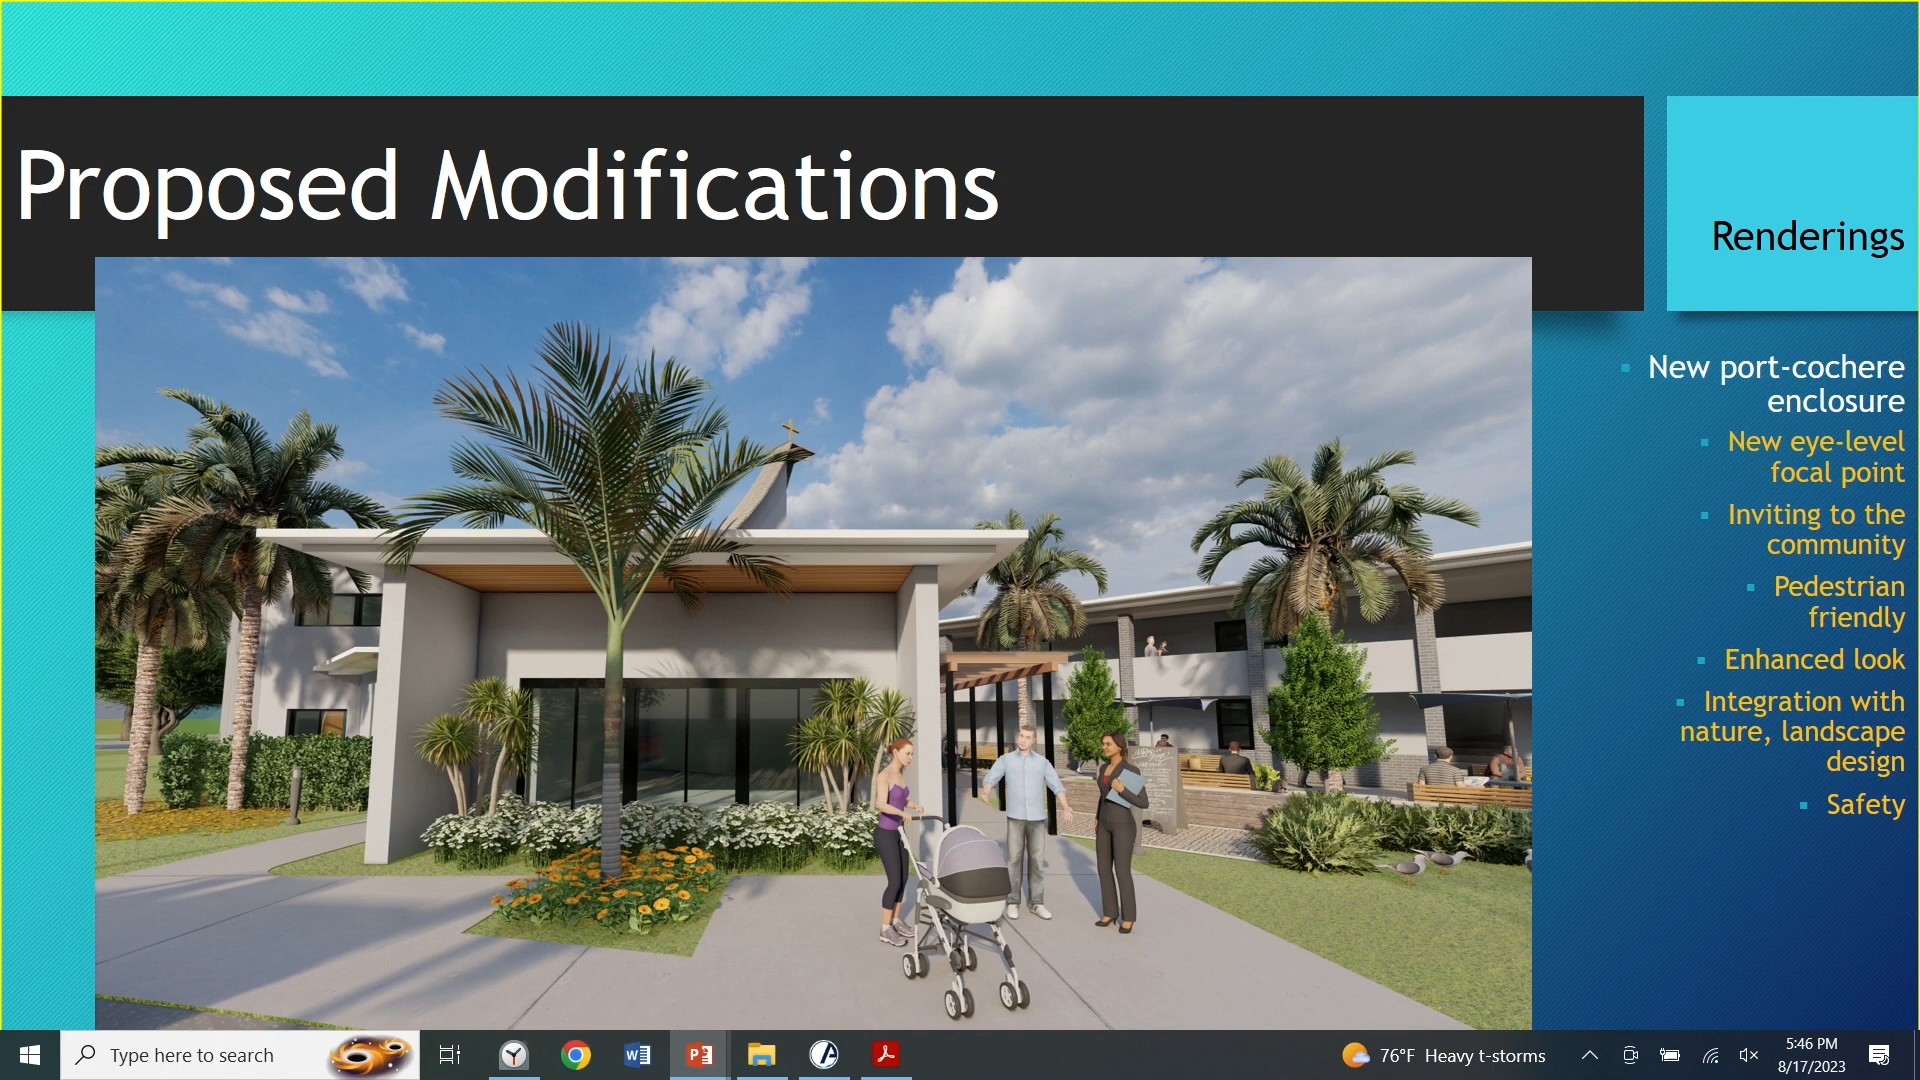 Proposed Modifications
Renderings
New port-cochere
enclosure
New eye-level
focal point
Inviting to the
community
Pedestrian
friendly
Enhanced look
Integration with
nature, landscape
design
Safety
Type here to search
76°F Heavy t-storms
5:46 PM
8/17/2023